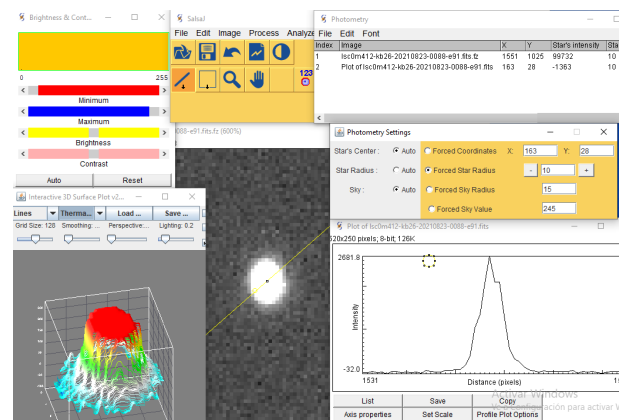 Brightness & Cont...
0
255
Minimum
Maximum
Brightness
Contrast
Auto
Reset
SalsaJ
File Edit Image Process Analyze
123
0088-e91.fits.fz (600%)
Photometry
File Edit Font
Index Image X Y Star's intensity Sta
1 lsc0m412-kb26-20210823-0088-e91.fits.fz 1551 1025 99732 10
2 Plot of lsc0m412-kb26-20210823-0088-e91.fits 163 28 -1363 10
Photometry Settings
Star's Center : Auto Forced Coordinates X: 163 Y: 28
Star Radius : Auto Forced Star Radius - 10 +
Sky : Auto Forced Sky Radius 15
Forced Sky Value 245
Interactive 3D Surface Plot v2...
Lines Therma... Load ... Save ...
Grid Size: 128 Smoothing: ... Perspective:... Lighting: 0.2
Plot of lsc0m412-kb26-20210823-0088-e91.fits
520x250 pixels; 8-bit; 126K
2681.8
Intensity
-32.0
1531
Distance (pixels)
List
Save
Copy
Axis properties
Set Scale
Profile Plot Options
Activar Windows